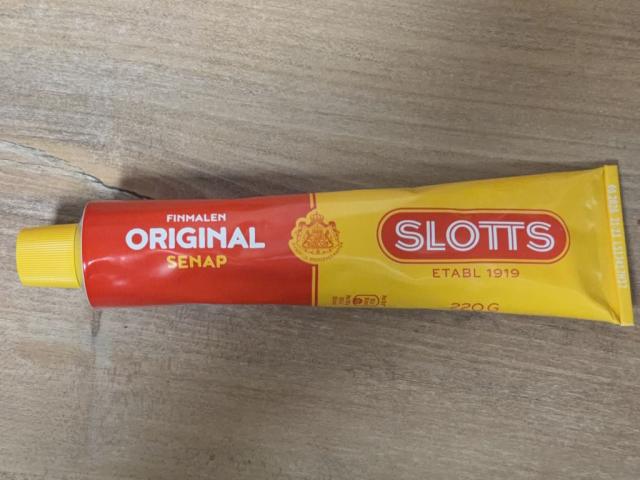 FINMALEN
ORIGINAL
SENAP
SLOTTS
ETABL 1919
220 G